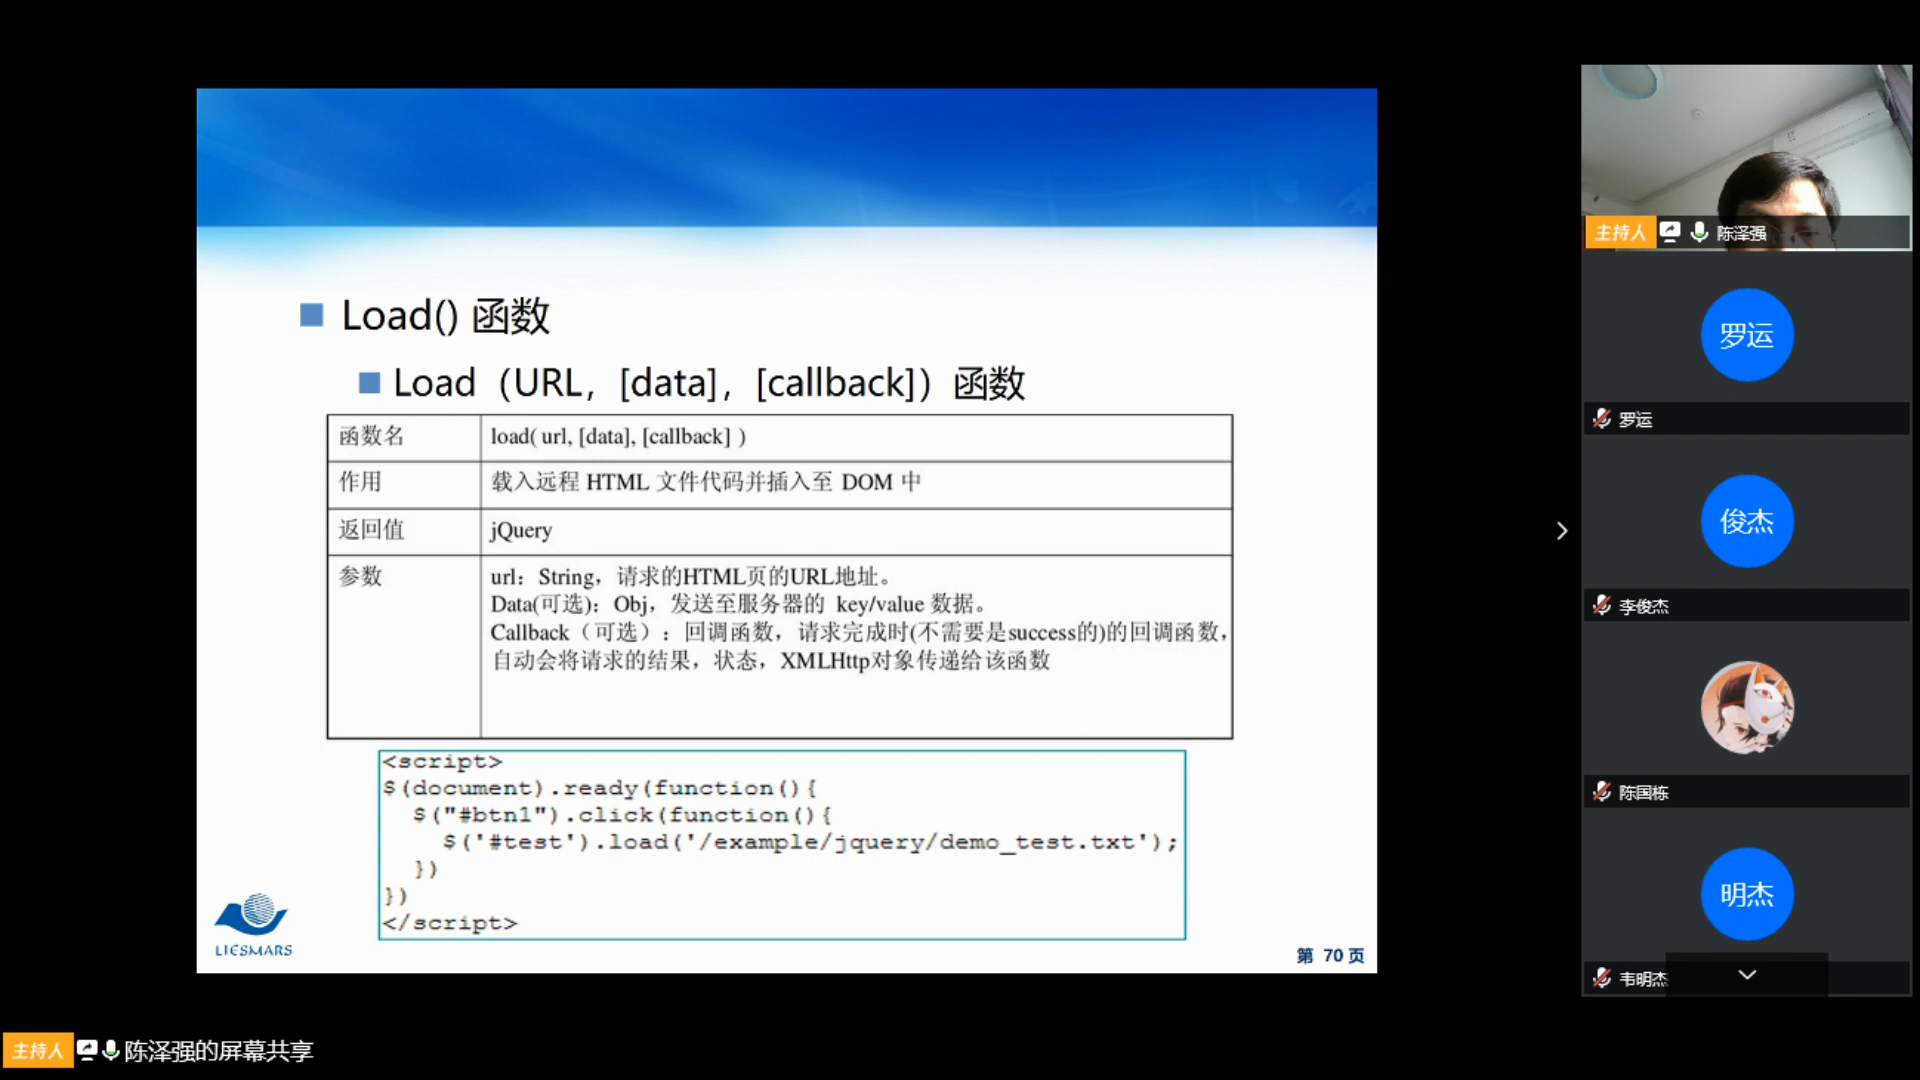 Load() 函数
Load（URL，[data]，[callback]）函数
函数名 load( url, [data], [callback] )
作用 载入远程 HTML 文件代码并插入至 DOM 中
返回值 jQuery
参数 url：String，请求的HTML页的URL地址。
Data(可选)：Obj，发送至服务器的 key/value 数据。
Callback（可选）：回调函数，请求完成时(不需要是success的)的回调函数，
自动会将请求的结果，状态，XMLHttp对象传递给该函数
<script>
$(document).ready(function(){
  $("#btn1").click(function(){
    $('#test').load('/example/jquery/demo_test.txt');
  })
})
</script>
LIESMARS
第 70 页
主持人 陈泽强
罗运
罗运
俊杰
李俊杰
陈国栋
明杰
韦明杰
主持人 陈泽强的屏幕共享